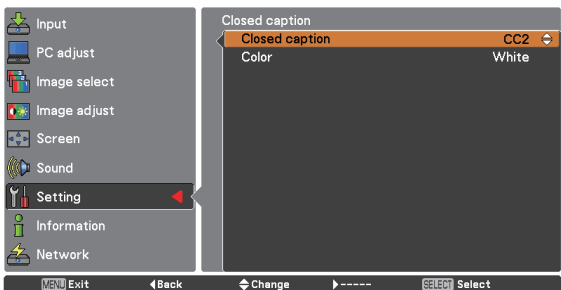 Input
PC adjust
Image select
Image adjust
Screen
Sound
Setting
Information
Network
Closed caption
Closed caption CC2
Color White
MENU Exit Back Change ----- SELECT Select